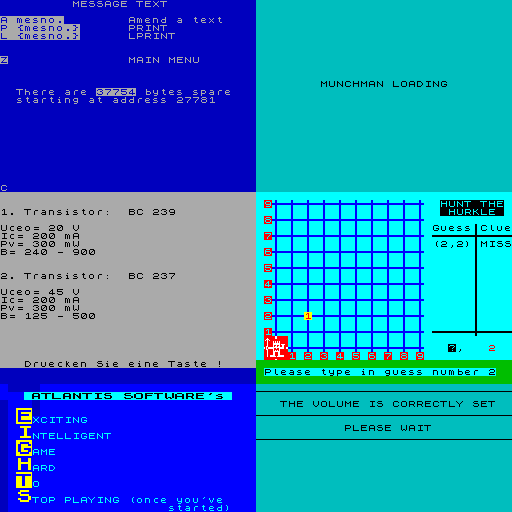 MESSAGE TEXT
A mesno. Amend a text
P {mesno.} PRINT
L {mesno.} LPRINT
Z MAIN MENU
There are 37754 bytes spare
starting at address 27781
C
MUNCHMAN LOADING
1. Transistor: BC 239
Uceo= 20 V
Ic= 200 mA
Pv= 300 mW
B= 240 - 900
2. Transistor: BC 237
Uceo= 45 V
Ic= 200 mA
Pv= 300 mW
B= 125 - 500
Druecken Sie eine Taste !
HUNT THE
HURKLE
Guess Clue
(2,2) MISS
9
8
7
6
5
4
3
2 1
1
1 2 3 4 5 6 7 8 9
?, 2
Please type in guess number 2
ATLANTIS SOFTWARE's
EXCITING
INTELLIGENT
GAME
HARD
TO
STOP PLAYING (once you've
started)
THE VOLUME IS CORRECTLY SET
PLEASE WAIT